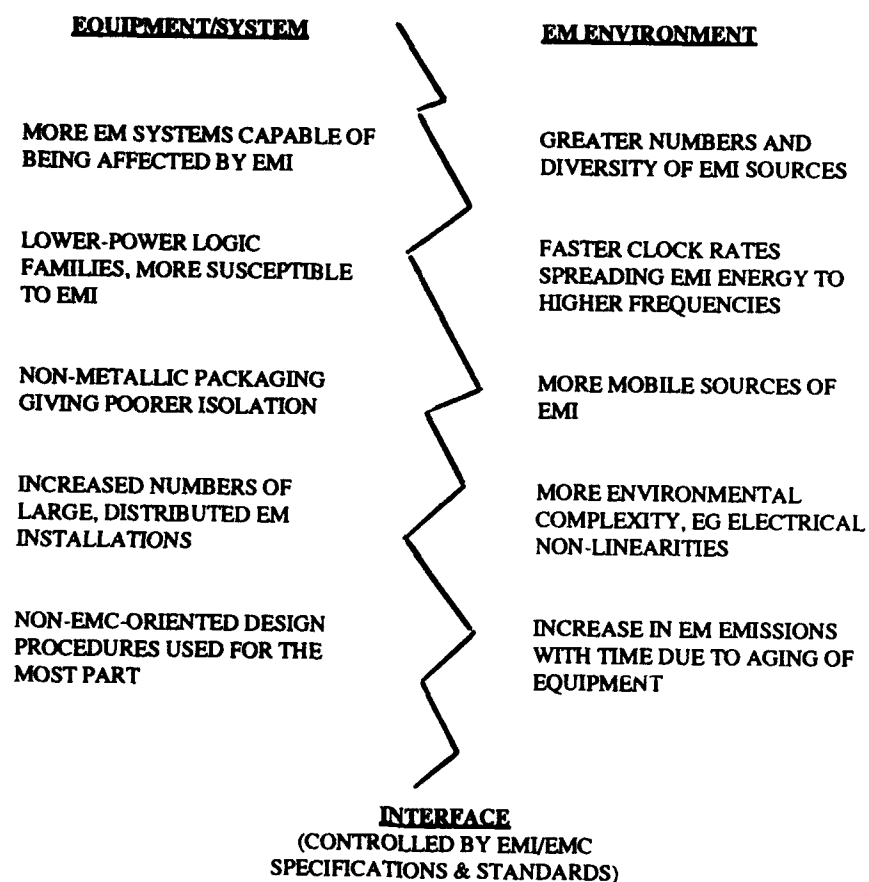 EQUIPMENT/SYSTEM
MORE EM SYSTEMS CAPABLE OF
BEING AFFECTED BY EMI
LOWER-POWER LOGIC
FAMILIES, MORE SUSCEPTIBLE
TO EMI
NON-METALLIC PACKAGING
GIVING POORER ISOLATION
INCREASED NUMBERS OF
LARGE, DISTRIBUTED EM
INSTALLATIONS
NON-EMC-ORIENTED DESIGN
PROCEDURES USED FOR THE
MOST PART
EM ENVIRONMENT
GREATER NUMBERS AND
DIVERSITY OF EMI SOURCES
FASTER CLOCK RATES
SPREADING EMI ENERGY TO
HIGHER FREQUENCIES
MORE MOBILE SOURCES OF
EMI
MORE ENVIRONMENTAL
COMPLEXITY, EG ELECTRICAL
NON-LINEARITIES
INCREASE IN EM EMISSIONS
WITH TIME DUE TO AGING OF
EQUIPMENT
INTERFACE
(CONTROLLED BY EMI/EMC
SPECIFICATIONS & STANDARDS)